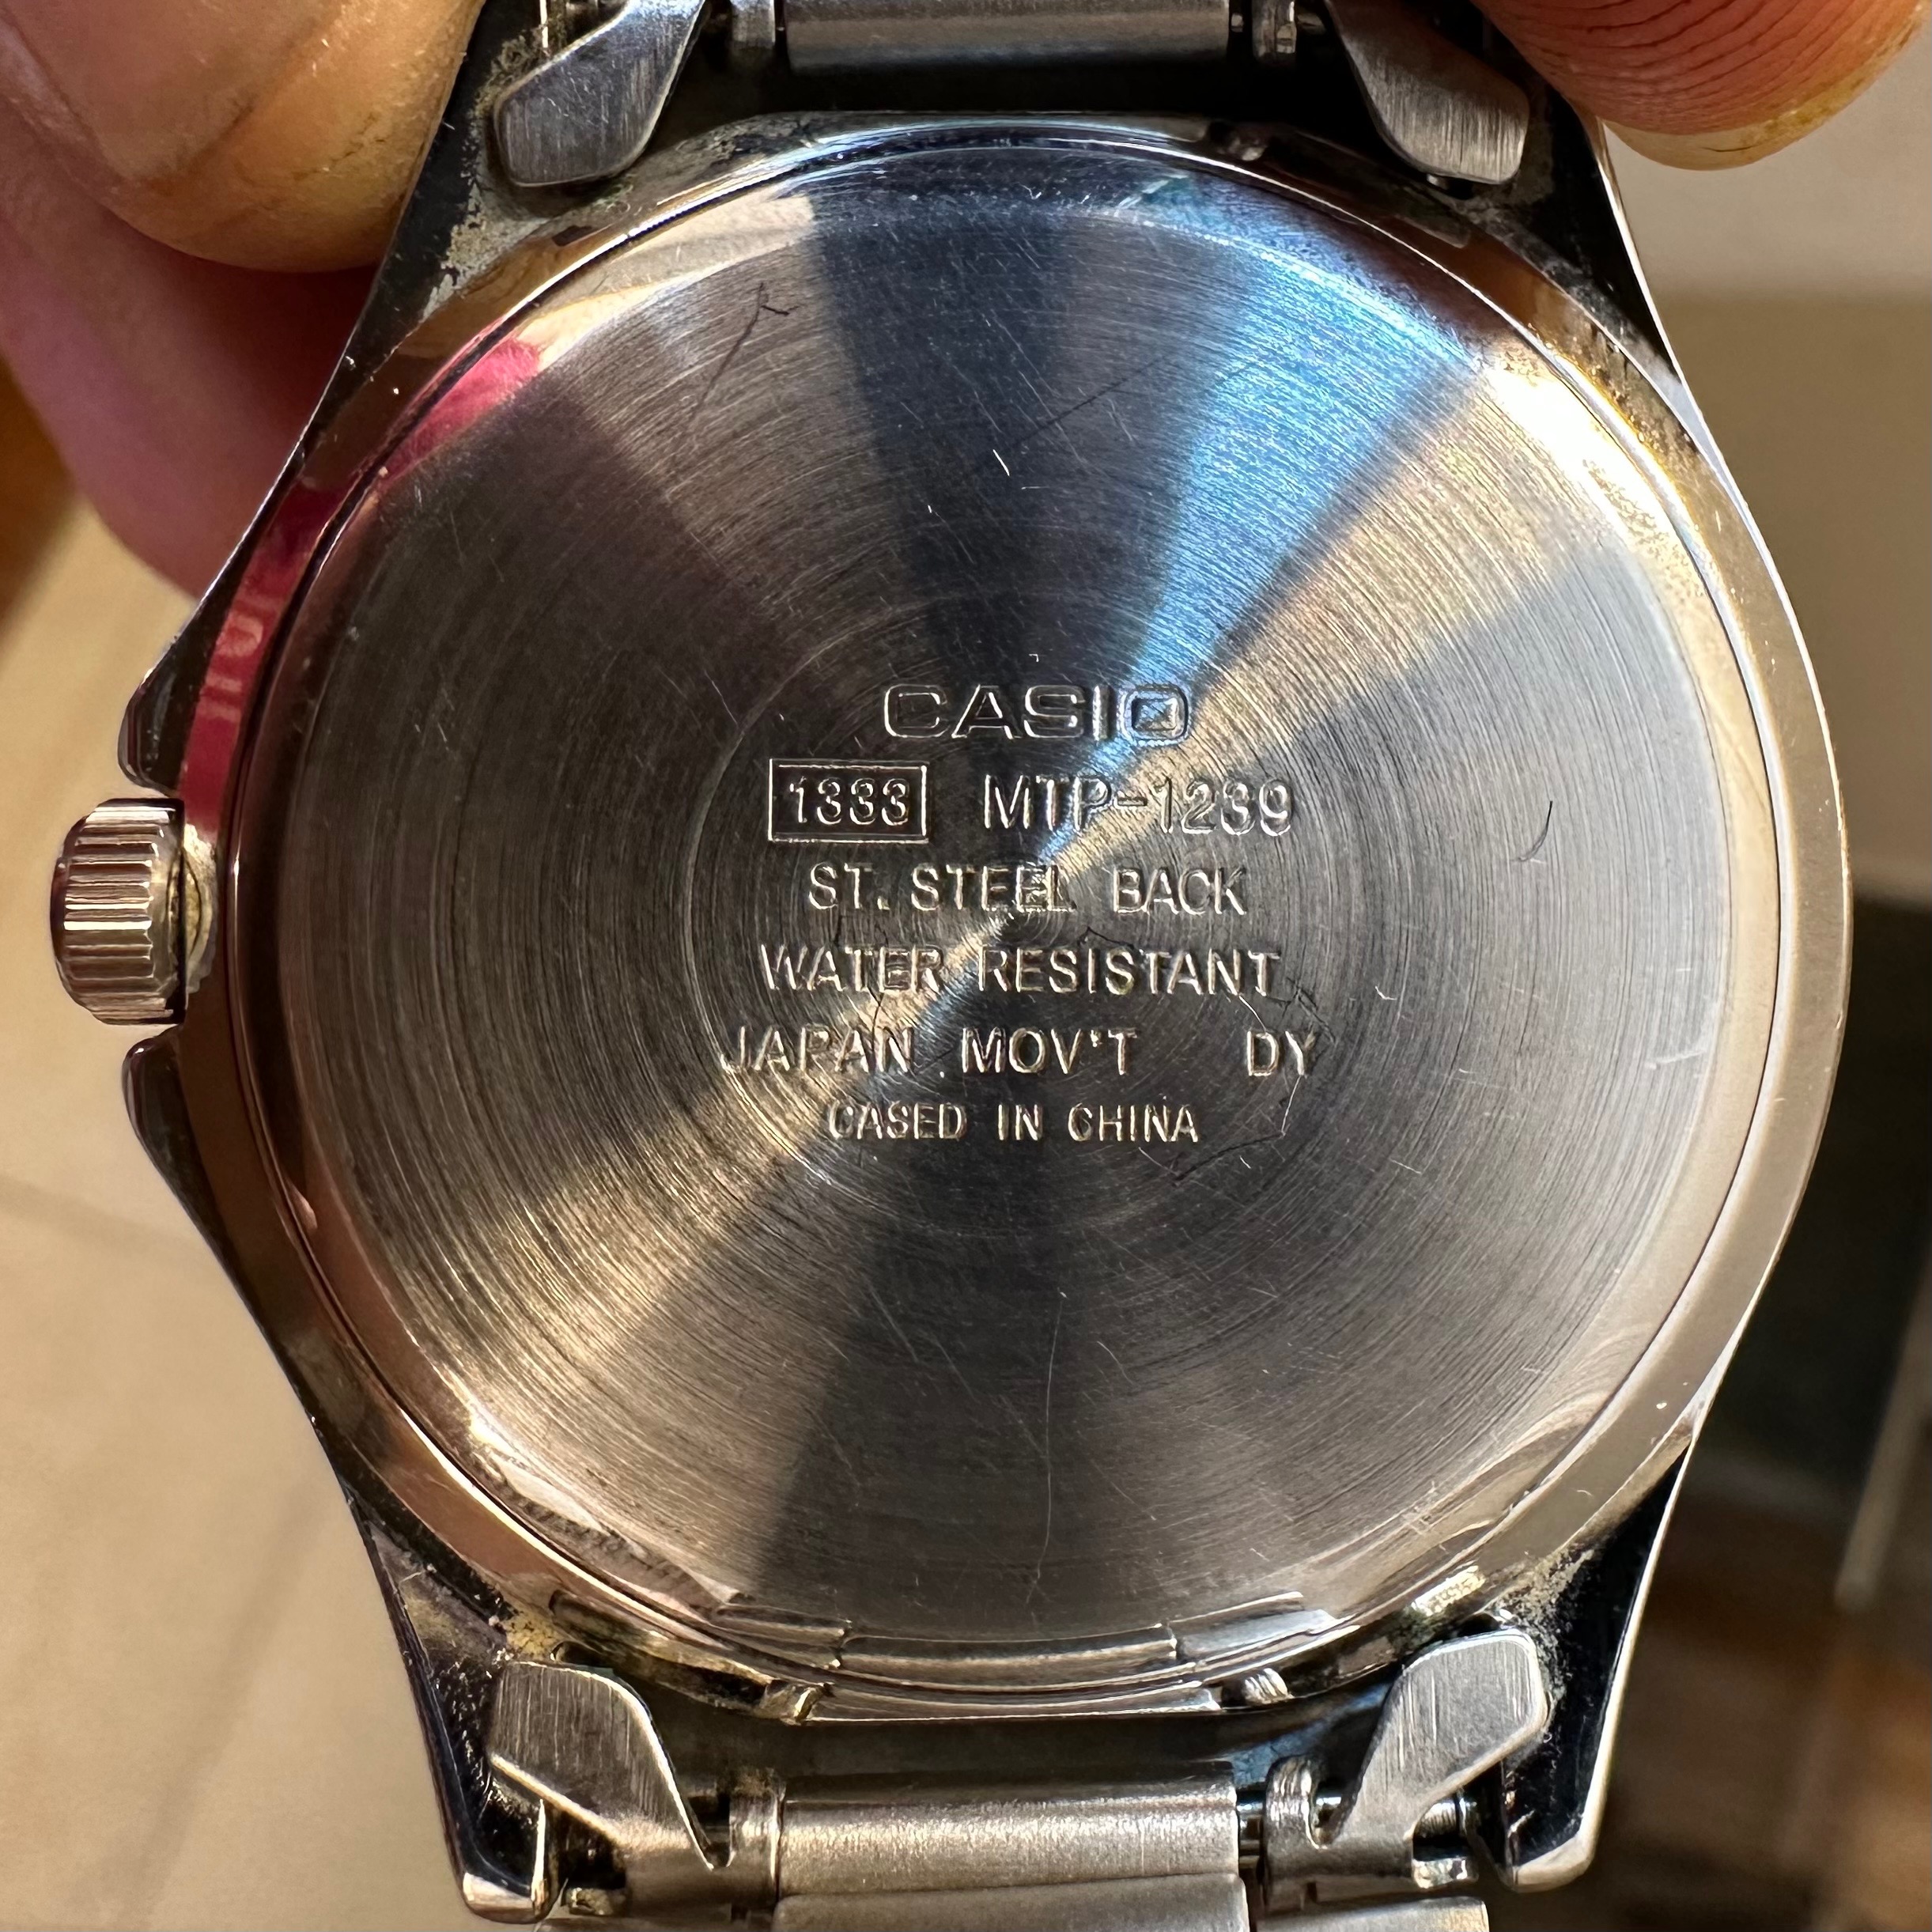 CASIO
1333 MTP-1239
ST. STEEL BACK
WATER RESISTANT
JAPAN MOV'T DY
CASED IN CHINA